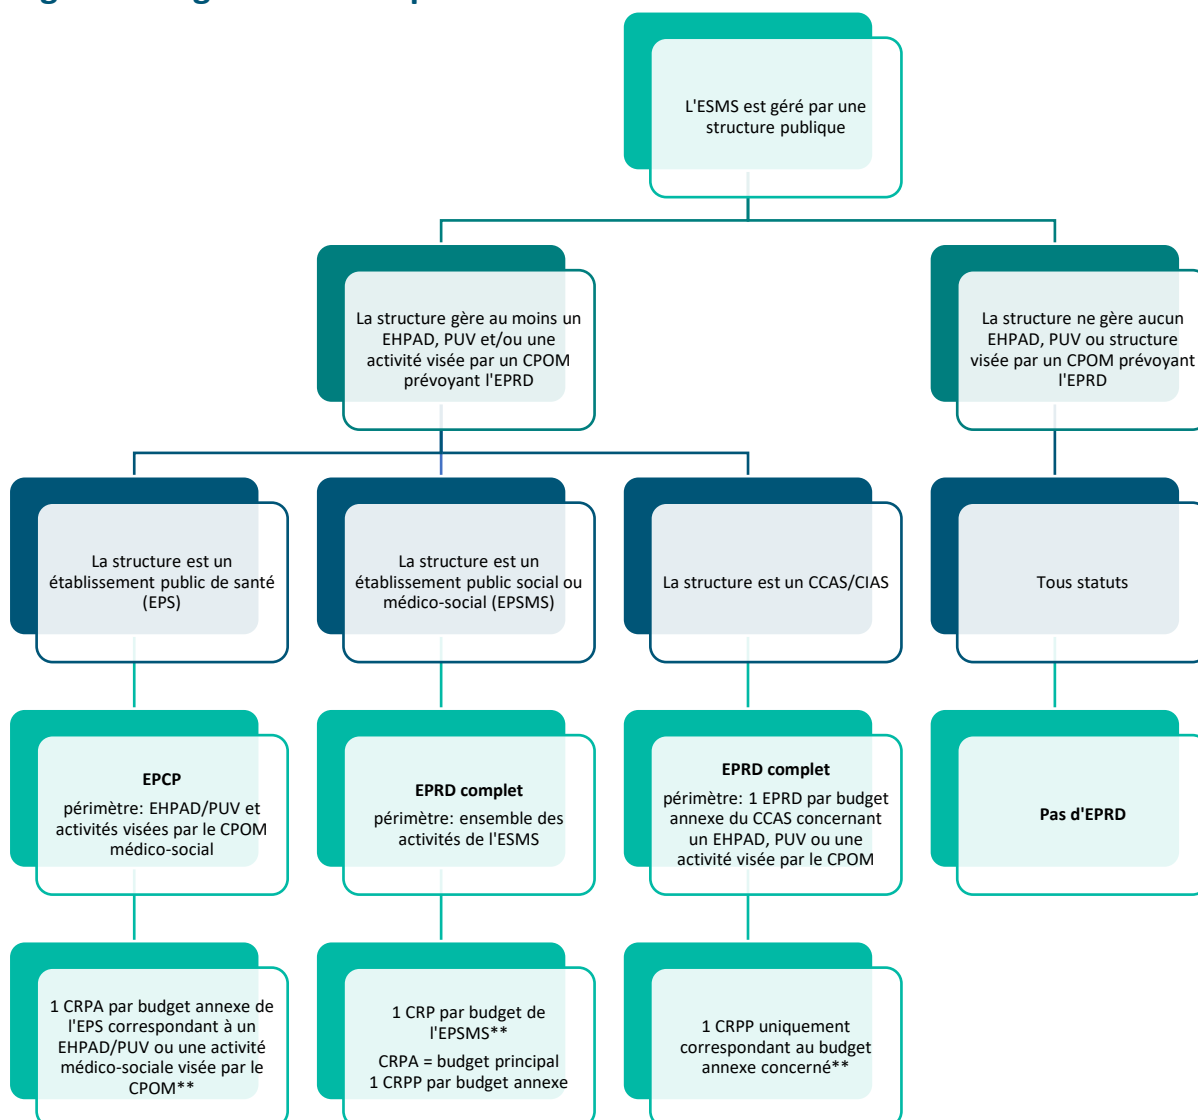 L'ESMS est géré par une
structure publique
La structure gère au moins un
EHPAD, PUV et/ou une
activité visée par un CPOM
prévoyant l'EPRD
La structure ne gère aucun
EHPAD, PUV ou structure
visée par un CPOM prévoyant
l'EPRD
La structure est un
établissement public de santé
(EPS)
La structure est un
établissement public social ou
médico-social (EPSMS)
La structure est un CCAS/CIAS
Tous statuts
EPCP
périmètre: EHPAD/PUV et
activités visées par le CPOM
médico-social
EPRD complet
périmètre: ensemble des
activités de l'ESMS
EPRD complet
périmètre: 1 EPRD par budget
annexe du CCAS concernant
un EHPAD, PUV ou une
activité visée par le CPOM
Pas d'EPRD
1 CRPA par budget annexe de
l'EPS correspondant à un
EHPAD/PUV ou une activité
médico-sociale visée par le
CPOM**
1 CRP par budget de
l'EPSMS**
CRPA = budget principal
1 CRPP par budget annexe
1 CRPP uniquement
correspondant au budget
annexe concerné**